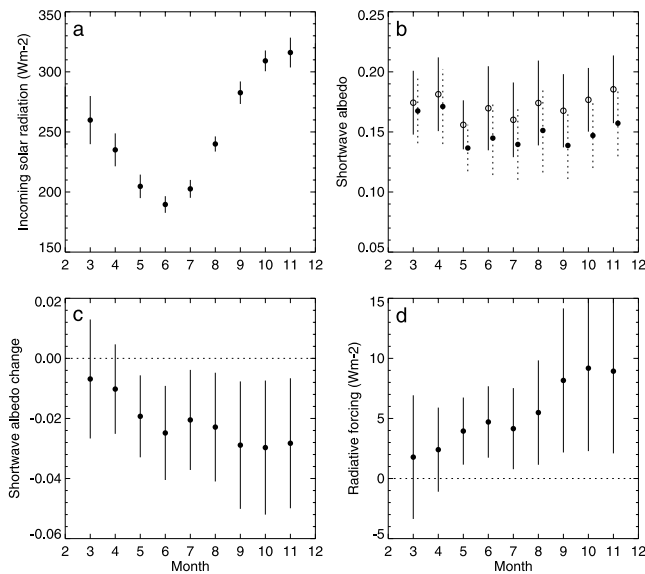 a
350
300
250
200
150
Incoming solar radiation (Wm-2)
2 3 4 5 6 7 8 9 10 11 12
b
0.25
0.20
0.15
0.10
0.05
Shortwave albedo
2 3 4 5 6 7 8 9 10 11 12
c
0.02
0.00
-0.02
-0.04
-0.06
Shortwave albedo change
2 3 4 5 6 7 8 9 10 11 12
Month
d
15
10
5
0
-5
Radiative forcing (Wm-2)
2 3 4 5 6 7 8 9 10 11 12
Month